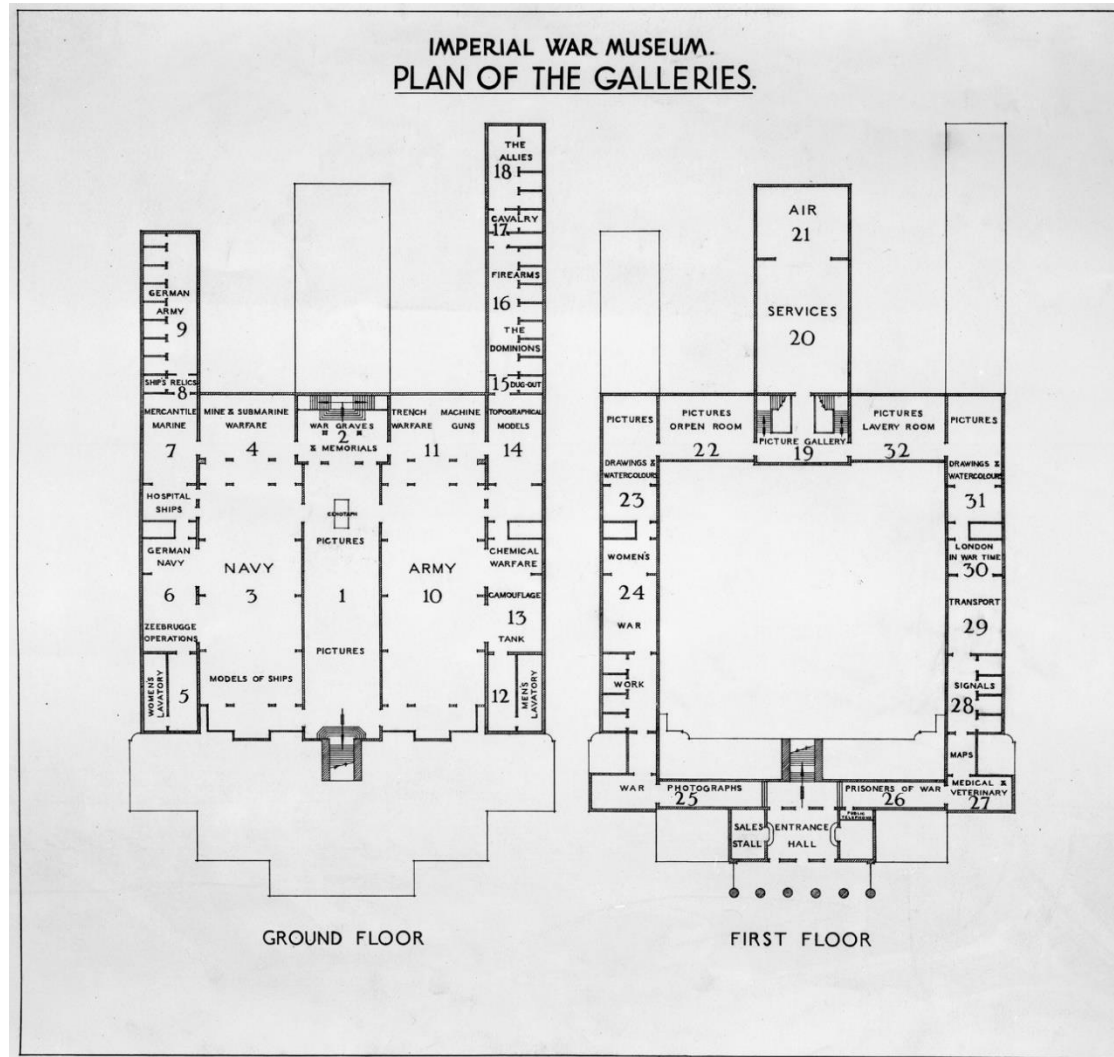 IMPERIAL WAR MUSEUM.
PLAN OF THE GALLERIES.
THE
ALLIES
18
CAVALRY
17
FIREARMS
16
THE
DOMINIONS
15 DUG-OUT
GERMAN
ARMY
9
SHIPS RELICS
8
MERCANTILE
MARINE
7
MINE & SUBMARINE
WARFARE
4
WAR GRAVES
2
& MEMORIALS
TRENCH MACHINE
WARFARE GUNS
11
TOPOGRAPHICAL
MODELS
14
HOSPITAL
SHIPS
GERMAN
NAVY
6
ZEEBRUGGE
OPERATIONS
WOMEN'S
LAVATORY
5
NAVY
3
MODELS OF SHIPS
CENOTAPH
PICTURES
1
PICTURES
ARMY
10
CHEMICAL
WARFARE
CAMOUFLAGE
13
TANK
12
MEN'S
LAVATORY
GROUND FLOOR
AIR
21
SERVICES
20
PICTURES
DRAWINGS &
WATERCOLOURS
23
PICTURES
ORPEN ROOM
22
PICTURE GALLERY
19
PICTURES
LAVERY ROOM
32
PICTURES
DRAWINGS &
WATERCOLOURS
31
WOMEN'S
24
WAR
WORK
LONDON
IN WAR TIME
30
TRANSPORT
29
SIGNALS
28
MAPS
MEDICAL &
VETERINARY
27
WAR PHOTOGRAPHS
25
PRISONERS OF WAR
26
SALES
STALL
ENTRANCE
HALL
PUBLIC
TELEPHONE
FIRST FLOOR